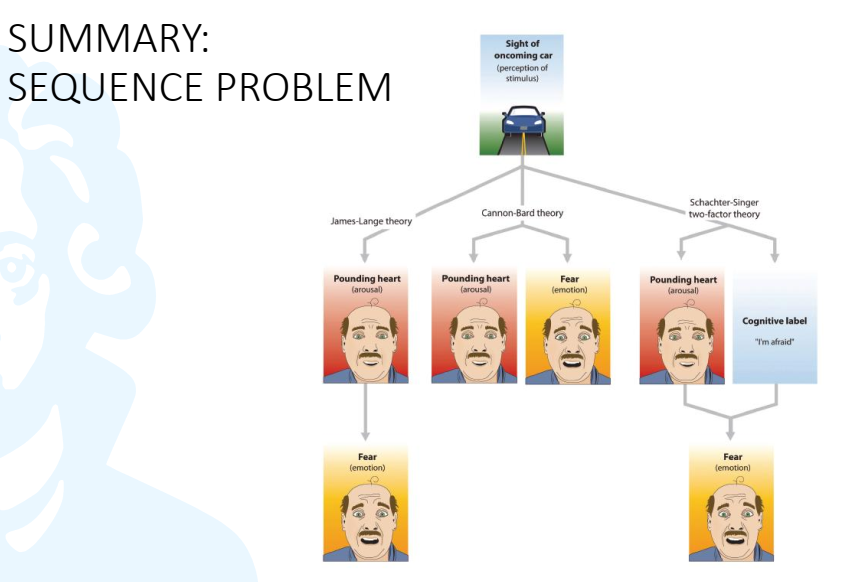 SUMMARY:
SEQUENCE PROBLEM
Sight of
oncoming car
(perception of
stimulus)
James-Lange theory
Cannon-Bard theory
Schachter-Singer
two-factor theory
Pounding heart
(arousal)
Pounding heart
(arousal)
Fear
(emotion)
Pounding heart
(arousal)
Cognitive label
"I'm afraid"
Fear
(emotion)
Fear
(emotion)